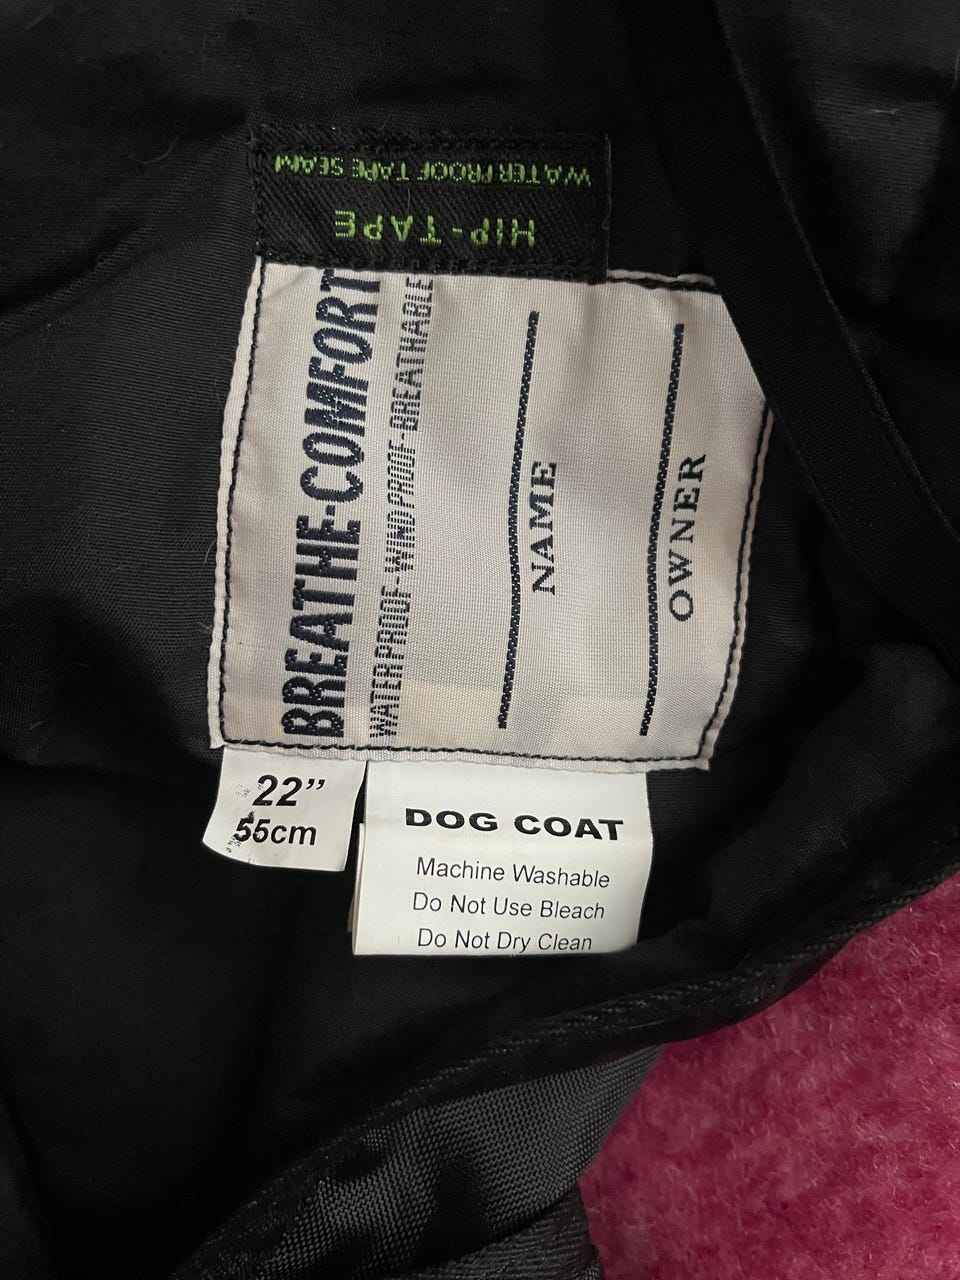 HIP-TAPE
WATERPROOF TAPE SEAM
BREATHE-COMFORT
WATERPROOF-WINDPROOF-BREATHABLE
NAME
OWNER
22”
55cm
DOG COAT
Machine Washable
Do Not Use Bleach
Do Not Dry Clean